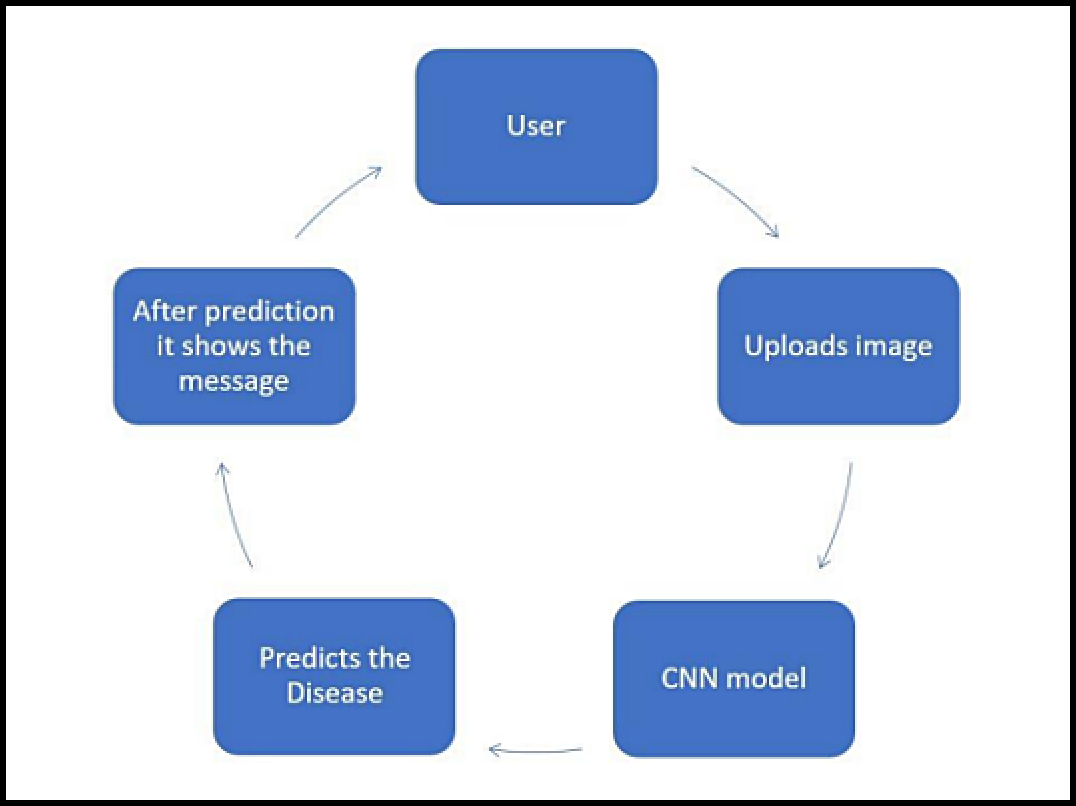 User
Uploads image
CNN model
Predicts the
Disease
After prediction
it shows the
message